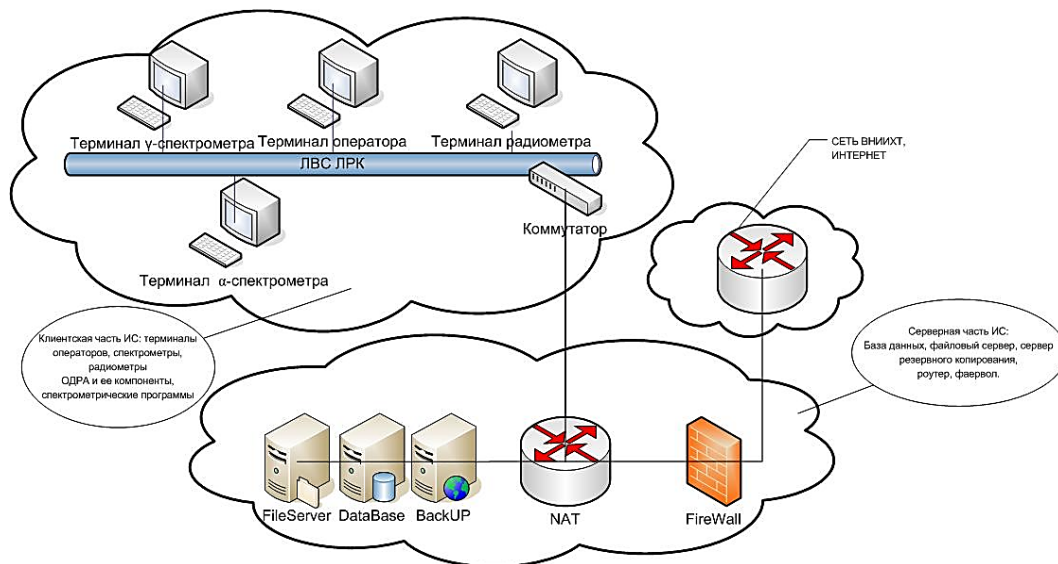 Терминал γ-спектрометра
Терминал оператора
Терминал радиометра
ЛВС ЛРК
Коммутатор
Терминал α-спектрометра
СЕТЬ ВНИИХТ,
ИНТЕРНЕТ
Клиентская часть ИС: терминалы
операторов, спектрометры,
радиометры
ОДРА и ее компоненты,
спектрометрические программы
Серверная часть ИС:
База данных, файловый сервер, сервер
резервного копирования,
роутер, фаервол.
FileServer
DataBase
BackUP
NAT
FireWall